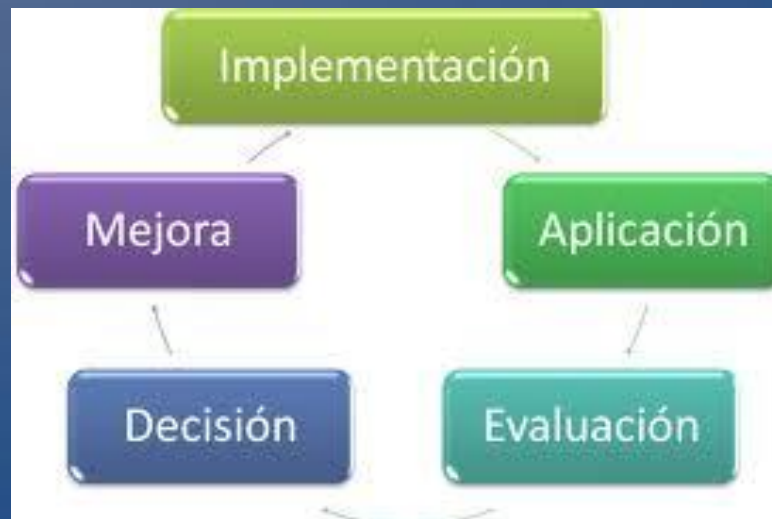 Implementación
Mejora
Aplicación
Decisión
Evaluación